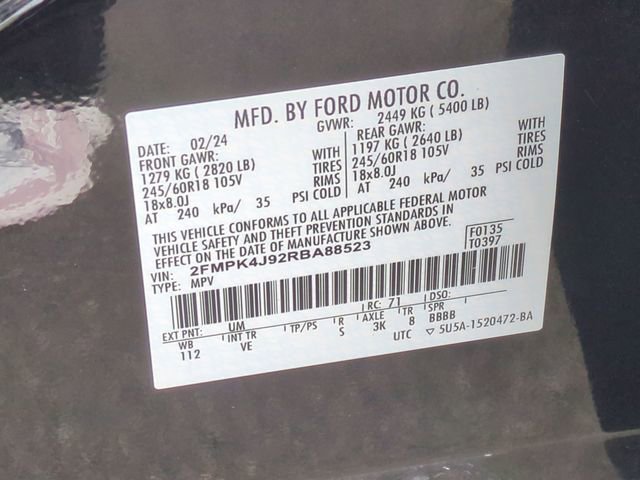 MFD. BY FORD MOTOR CO.
DATE: 02/24 GVWR: 2449 KG ( 5400 LB)
FRONT GAWR: REAR GAWR:
1279 KG ( 2820 LB) WITH 1197 KG ( 2640 LB) WITH
245/60R18 105V TIRES 245/60R18 105V TIRES
18x8.0J RIMS 18x8.0J RIMS
AT 240 kPa/ 35 PSI COLD AT 240 kPa/ 35 PSI COLD
THIS VEHICLE CONFORMS TO ALL APPLICABLE FEDERAL MOTOR
VEHICLE SAFETY AND THEFT PREVENTION STANDARDS IN
EFFECT ON THE DATE OF MANUFACTURE SHOWN ABOVE.
VIN: 2FMPK4J92RBA88523 F0135
TYPE: MPV T0397
EXT PNT: UM RC: 71 DSO:
WB INT TR TP/PS R AXLE TR SPR
112 VE S 3K 8 BBBB
UTC ▽ 5U5A-1520472-BA